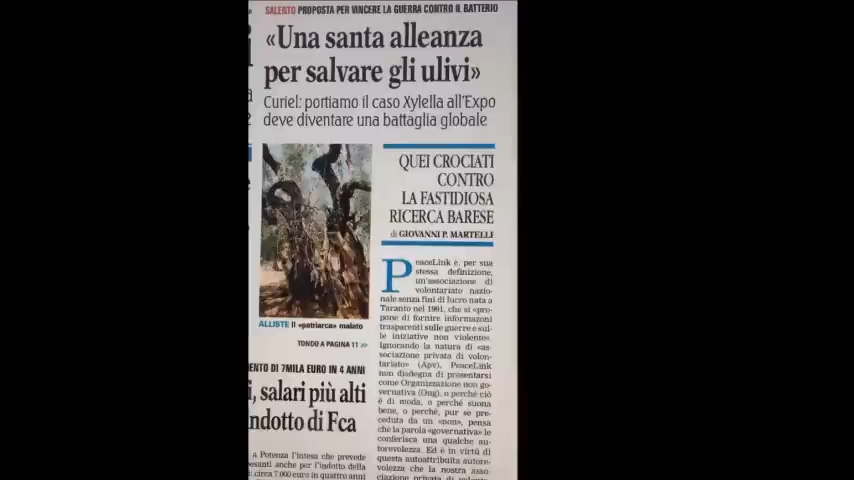 SALENTO PROPOSTA PER VINCERE LA GUERRA CONTRO IL BATTERIO
«Una santa alleanza
per salvare gli ulivi»
Curiel: portiamo il caso Xylella all'Expo
deve diventare una battaglia globale
ALLISTE Il «patriarca» malato
TONDO A PAGINA 11 >>
QUEI CROCIATI
CONTRO
LA FASTIDIOSA
RICERCA BARESE
di GIOVANNI P. MARTELLI
PeaceLink è, per sua
stessa definizione,
un'associazione di
volontariato nazio-
nale senza fini di lucro nata a
Taranto nel 1991, che si «pro-
pone di fornire informazoni
trasparenti sulle guerre e sul-
le iniziative non violente».
Ignorando la natura di «as-
sociazione privata di volon-
tariato» (Apv), PeaceLink
non disdegna di presentarsi
come Organizzazione non go-
vernativa (Ong), o perché ciò
è di moda, o perché suona
bene, o perché, pur se pre-
ceduta da un «non», pensa
che la parola «governativa» le
conferisca una qualche au-
torevolezza. Ed è in virtù di
questa autoattribuita autore-
volezza che la nostra asso-
ciazione privata di
ENTO DI 7MILA EURO IN 4 ANNI
i, salari più alti
ndotto di Fca
A Potenza l'intesa che prevede
esanti anche per l'indotto della
circa 7.000 euro in quattro anni